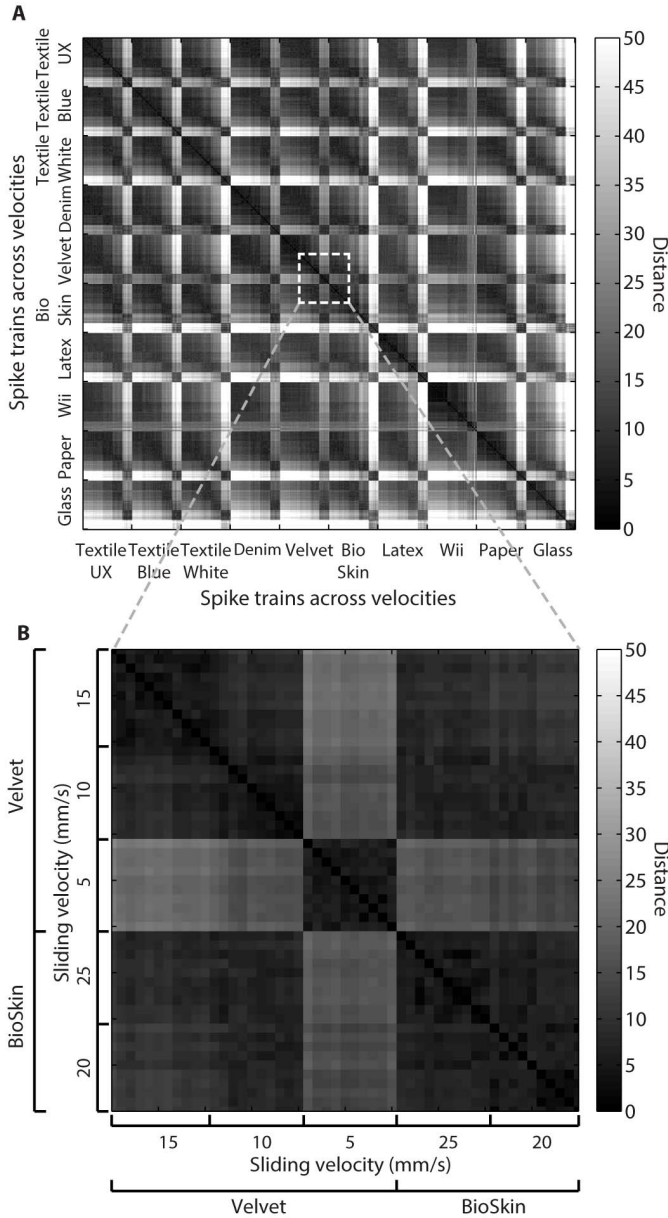 A
Spike trains across velocities
Textile UX
Textile Blue
Textile White
Denim
Velvet
Bio Skin
Latex
Wii
Paper
Glass
50
45
40
35
30
25
20
15
10
5
0
Distance
Textile Textile Textile Denim Velvet Bio Latex Wii Paper Glass
UX Blue White Skin
Spike trains across velocities
B
Velvet
BioSkin
Sliding velocity (mm/s)
15
10
5
25
20
50
45
40
35
30
25
20
15
10
5
0
Distance
15 10 5 25 20
Sliding velocity (mm/s)
Velvet BioSkin